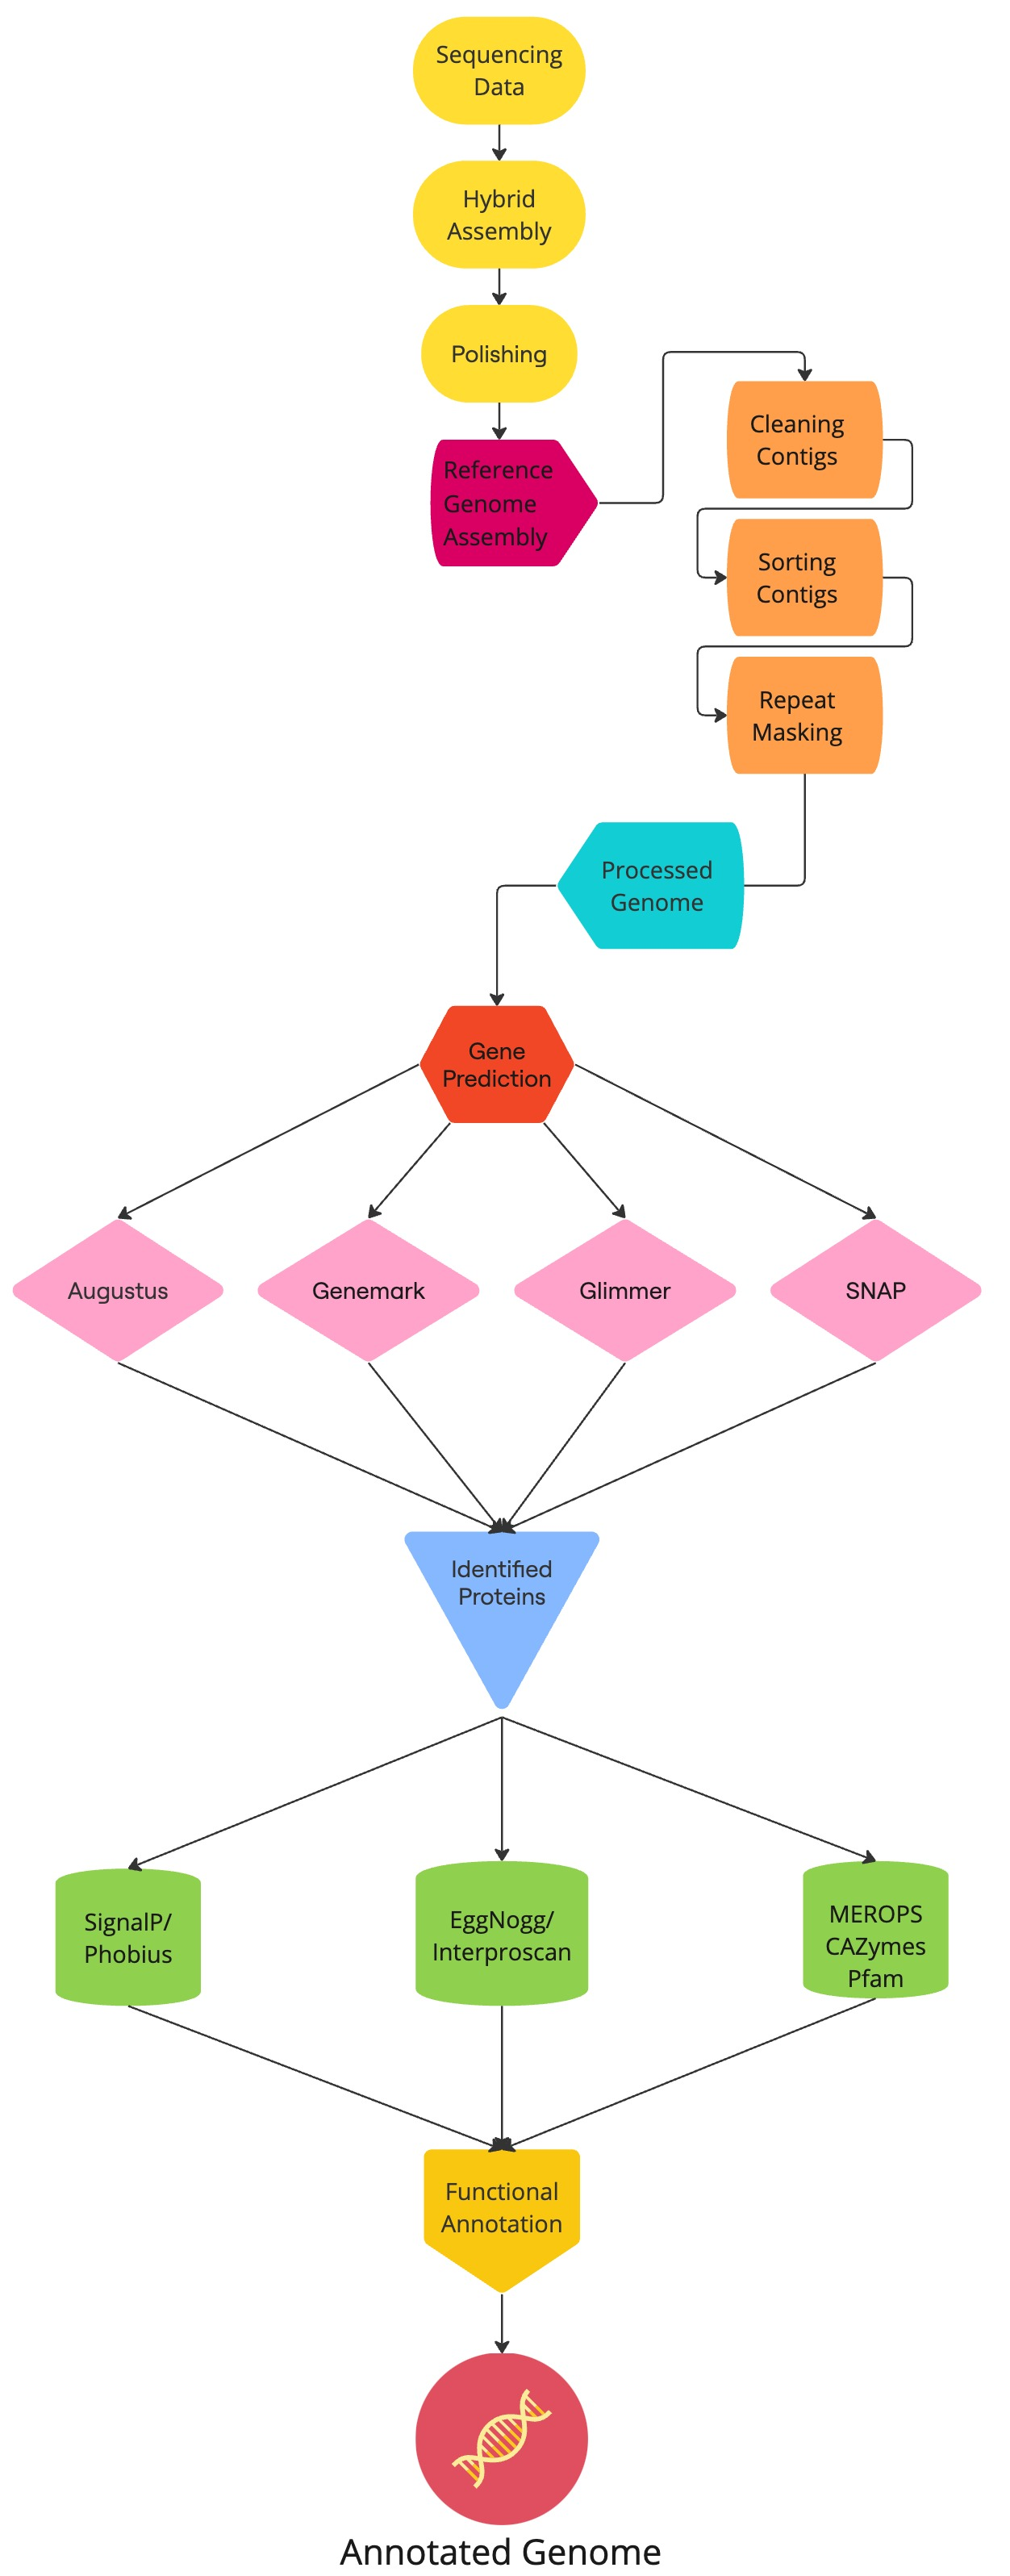 Sequencing
Data
Hybrid
Assembly
Polishing
Reference
Genome
Assembly
Cleaning
Contigs
Sorting
Contigs
Repeat
Masking
Processed
Genome
Gene
Prediction
Augustus
Genemark
Glimmer
SNAP
Identified
Proteins
SignalP/
Phobius
EggNogg/
Interproscan
MEROPS
CAZymes
Pfam
Functional
Annotation
Annotated Genome